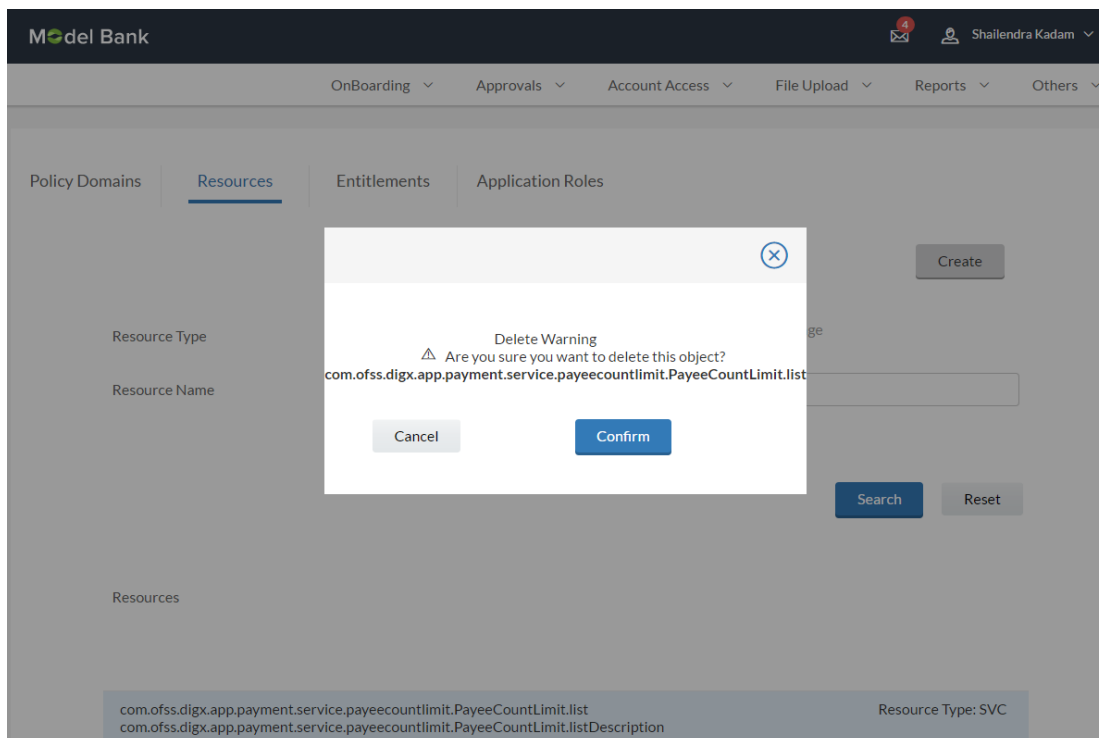 Model Bank
4
Shailendra Kadam
OnBoarding
Approvals
Account Access
File Upload
Reports
Others
Policy Domains
Resources
Entitlements
Application Roles
Create
Resource Type
ge
Delete Warning
Are you sure you want to delete this object?
com.ofss.digx.app.payment.service.payeecountlimit.PayeeCountLimit.list
Resource Name
Cancel
Confirm
Search
Reset
Resources
com.ofss.digx.app.payment.service.payeecountlimit.PayeeCountLimit.list
Resource Type: SVC
com.ofss.digx.app.payment.service.payeecountlimit.PayeeCountLimit.listDescription